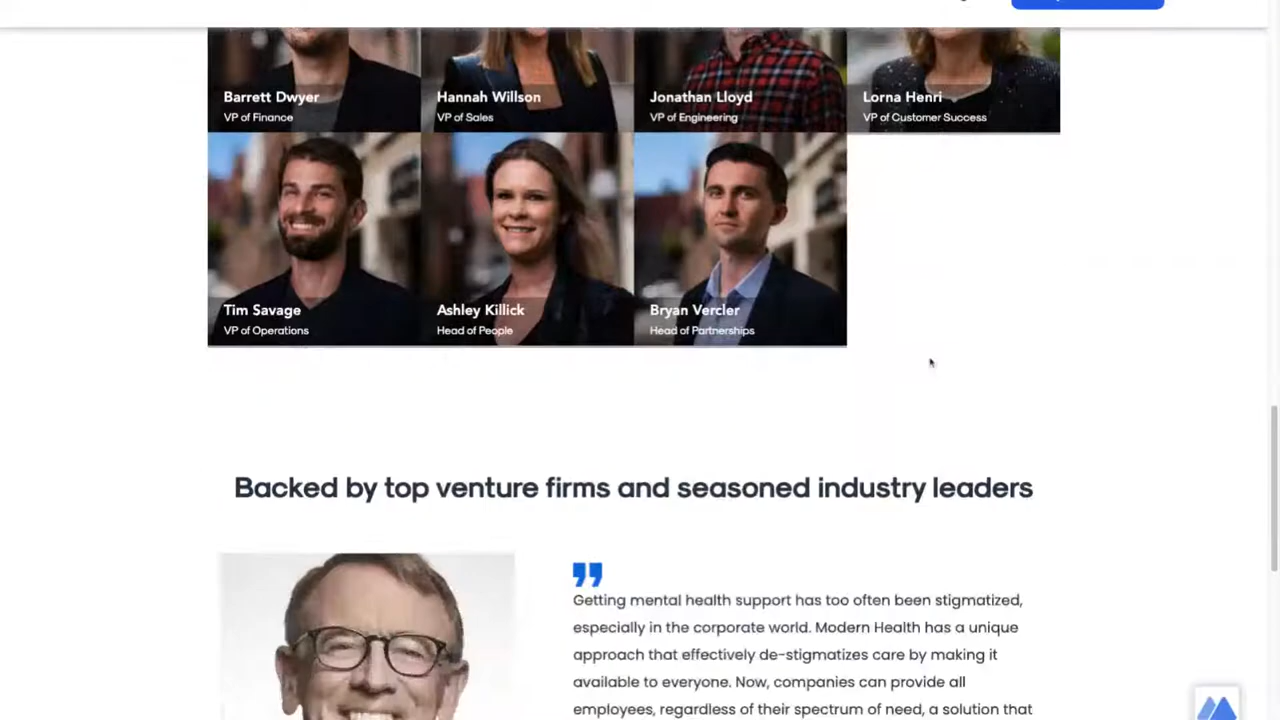 Barrett Dwyer
VP of Finance
Hannah Willson
VP of Sales
Jonathan Lloyd
VP of Engineering
Lorna Henri
VP of Customer Success
Tim Savage
VP of Operations
Ashley Killick
Head of People
Bryan Vercler
Head of Partnerships
Backed by top venture firms and seasoned industry leaders
Getting mental health support has too often been stigmatized,
especially in the corporate world. Modern Health has a unique
approach that effectively de-stigmatizes care by making it
available to everyone. Now, companies can provide all
employees, regardless of their spectrum of need, a solution that